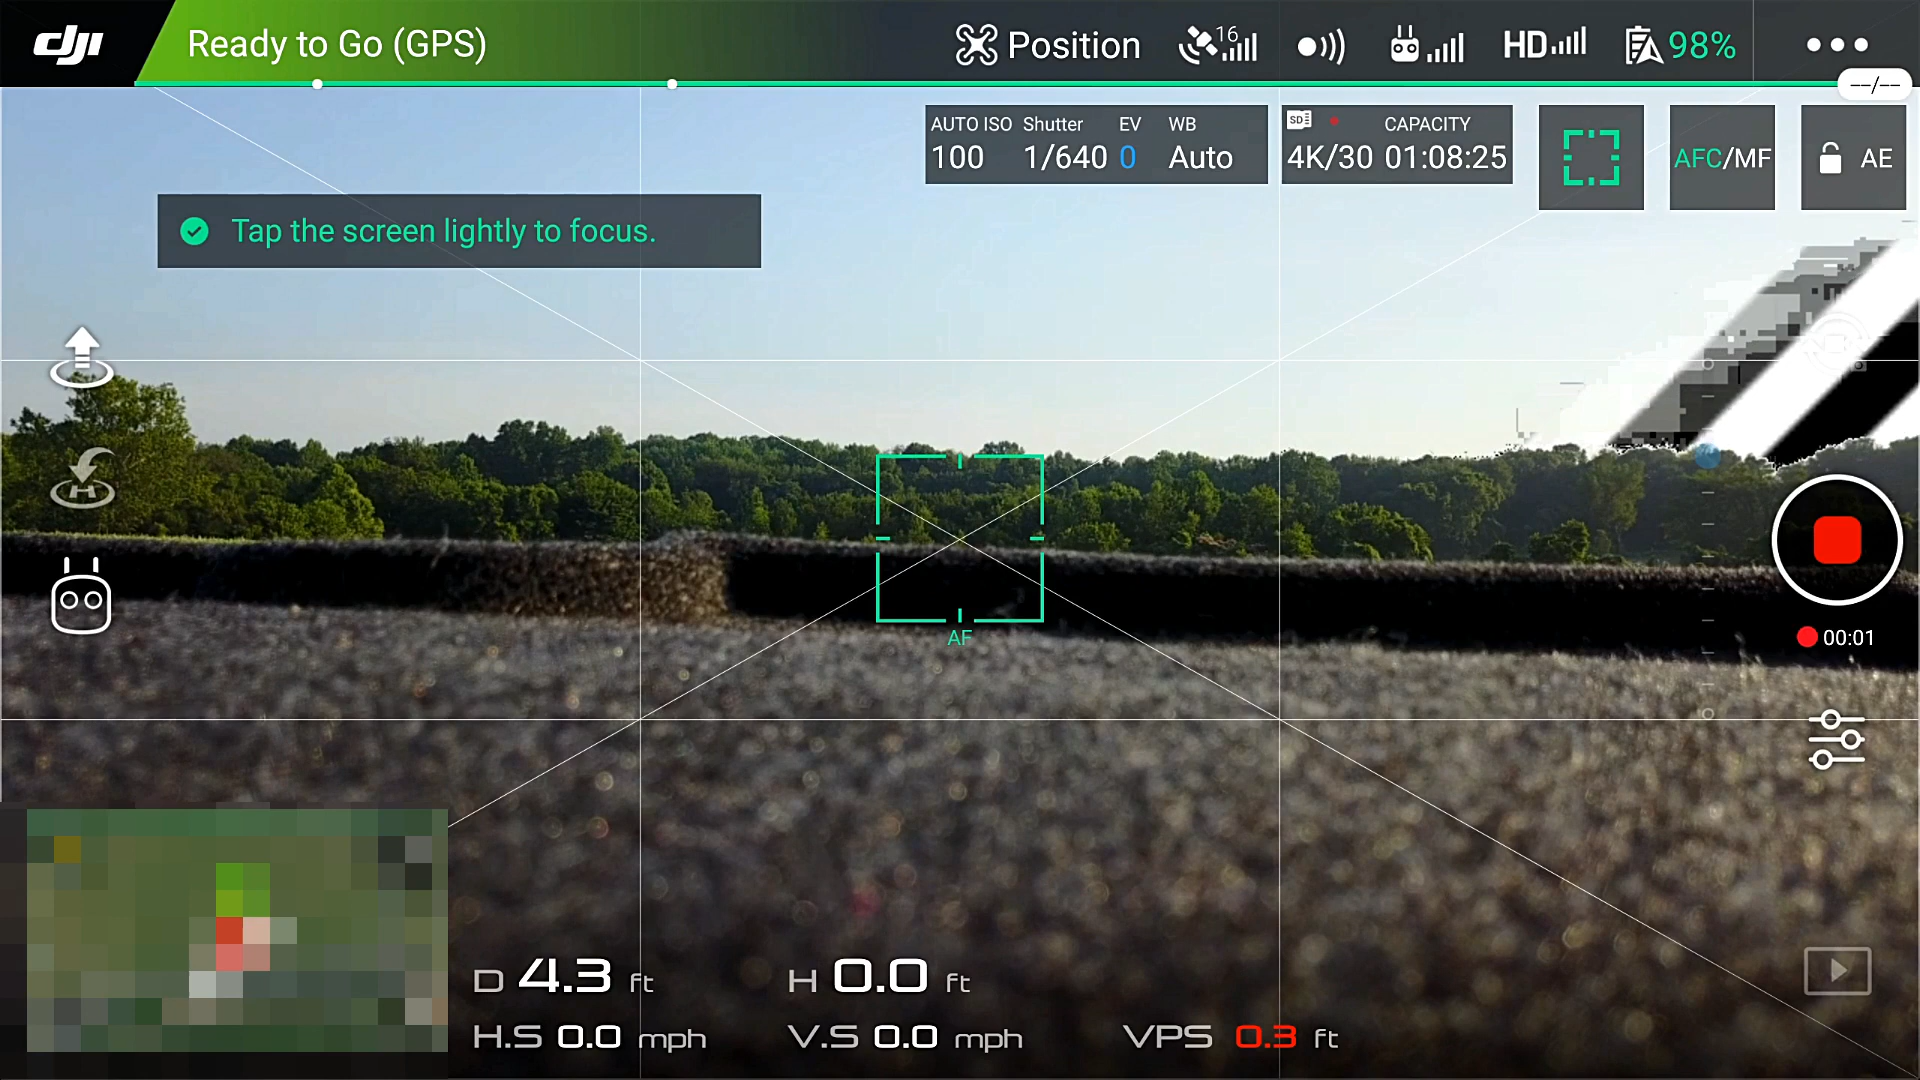 dji Ready to Go (GPS) Position 16 HD 98%
--/--
AUTO ISO Shutter EV WB SD CAPACITY
100 1/640 0 Auto 4K/30 01:08:25 AFC/MF AE
Tap the screen lightly to focus.
H
AF
00:01
D 4.3 ft H 0.0 ft
H.S 0.0 mph V.S 0.0 mph VPS 0.3 ft